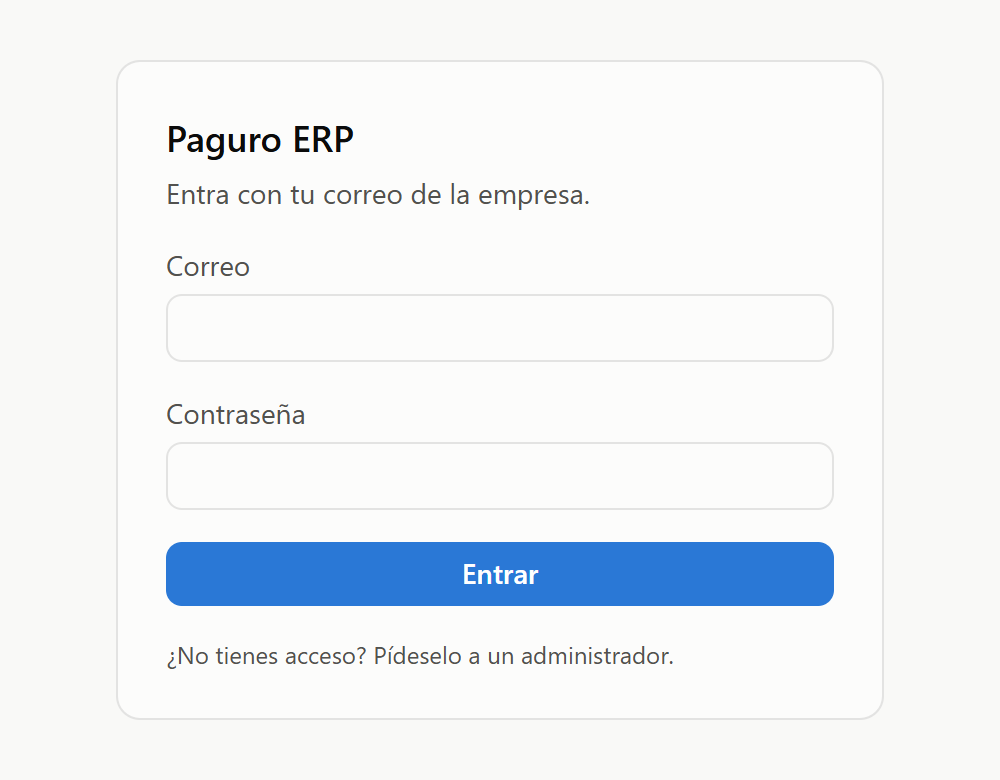 Paguro ERP
Entra con tu correo de la empresa.
Correo
Contraseña
Entrar
¿No tienes acceso? Pídeselo a un administrador.